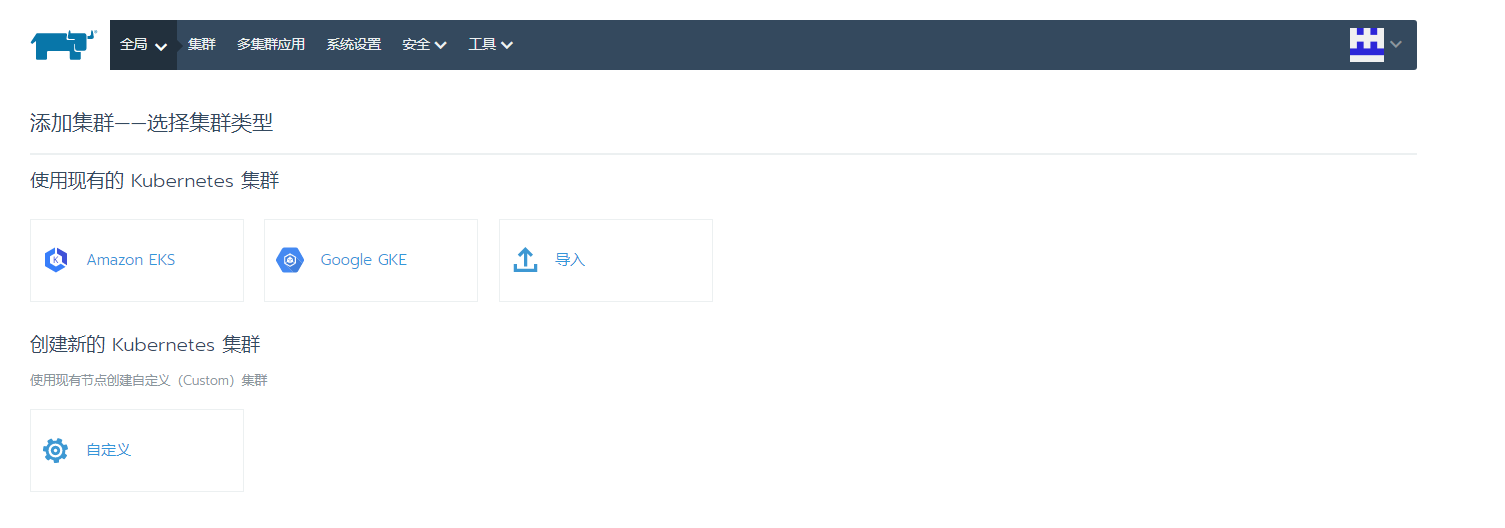 全局 集群 多集群应用 系统设置 安全 工具
添加集群——选择集群类型
使用现有的 Kubernetes 集群
Amazon EKS Google GKE 导入
创建新的 Kubernetes 集群
使用现有节点创建自定义（Custom）集群
自定义